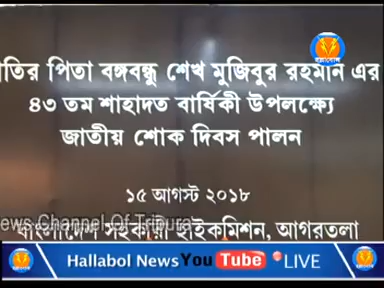 তির পিতা বঙ্গবন্ধু শেখ মুজিবুর রহমান এর
৪৩ তম শাহাদত বার্ষিকী উপলক্ষ্যে
জাতীয় শোক দিবস পালন
১৫ আগস্ট ২০১৮
News Channel Of Tripura
বাংলাদেশ সহকারী হাইকমিশন, আগরতলা
Hallabol News YouTube LIVE